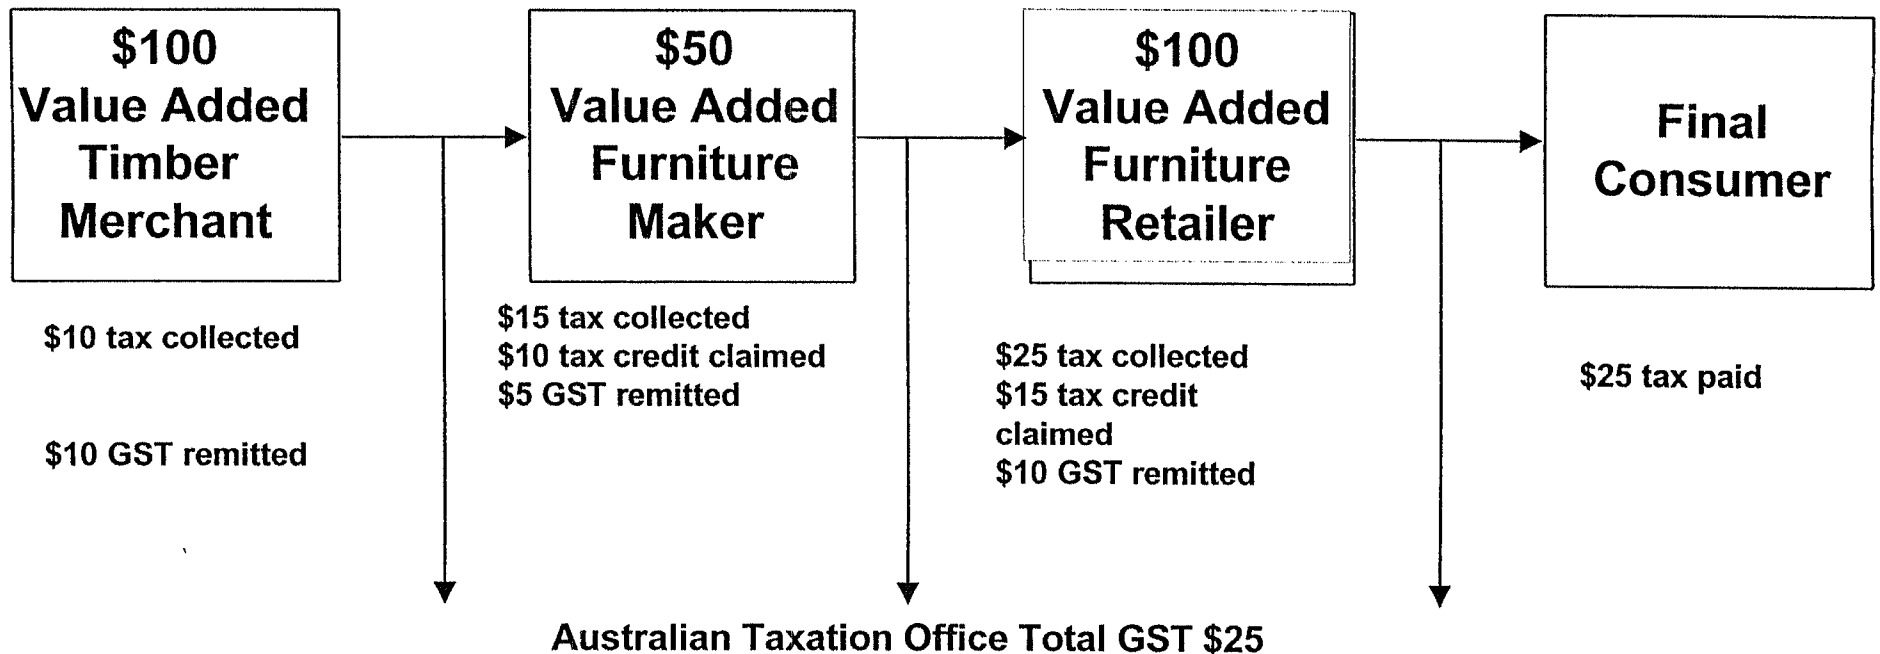 $100
Value Added
Timber
Merchant
$10 tax collected
$10 GST remitted
$50
Value Added
Furniture
Maker
$15 tax collected
$10 tax credit claimed
$5 GST remitted
$100
Value Added
Furniture
Retailer
$25 tax collected
$15 tax credit
claimed
$10 GST remitted
Final
Consumer
$25 tax paid
Australian Taxation Office Total GST $25